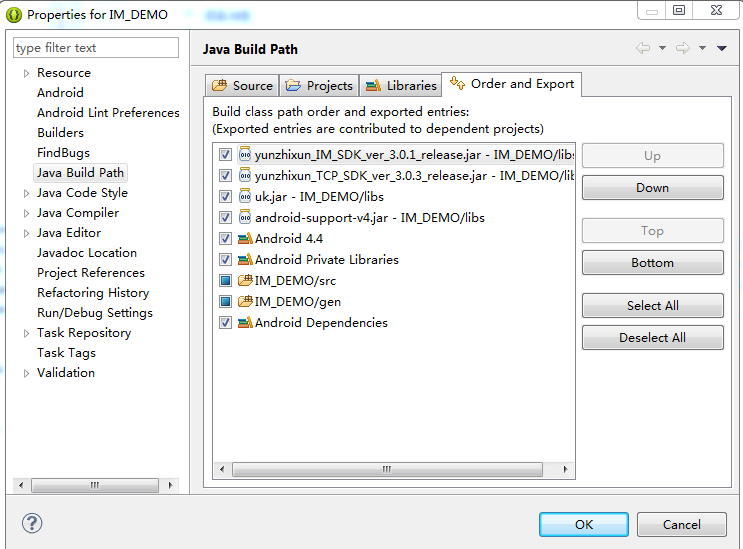 Properties for IM_DEMO
type filter text
Resource
Android
Android Lint Preferences
Builders
FindBugs
Java Build Path
Java Code Style
Java Compiler
Java Editor
Javadoc Location
Project References
Refactoring History
Run/Debug Settings
Task Repository
Task Tags
Validation
Java Build Path
Source Projects Libraries Order and Export
Build class path order and exported entries:
(Exported entries are contributed to dependent projects)
yunzhixun_IM_SDK_ver_3.0.1_release.jar - IM_DEMO/libs
yunzhixun_TCP_SDK_ver_3.0.3_release.jar - IM_DEMO/lib
uk.jar - IM_DEMO/libs
android-support-v4.jar - IM_DEMO/libs
Android 4.4
Android Private Libraries
IM_DEMO/src
IM_DEMO/gen
Android Dependencies
Up
Down
Top
Bottom
Select All
Deselect All
OK Cancel